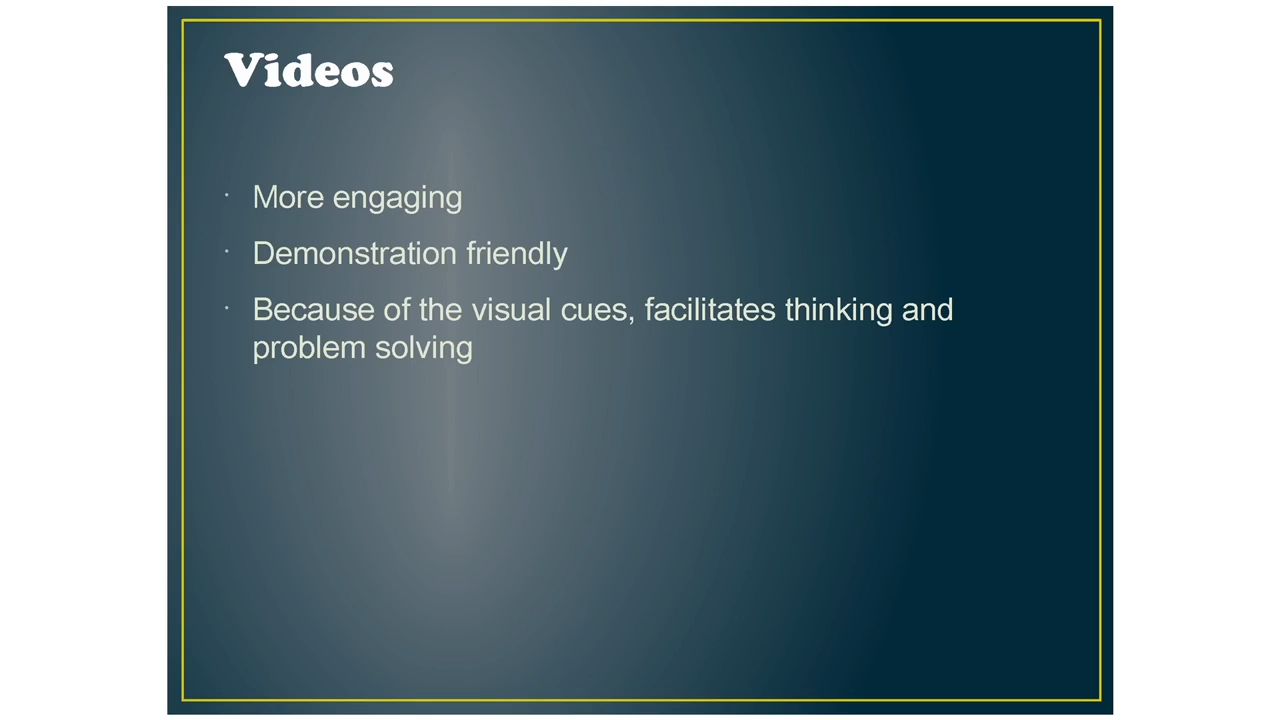 Videos
· More engaging
· Demonstration friendly
· Because of the visual cues, facilitates thinking and
problem solving